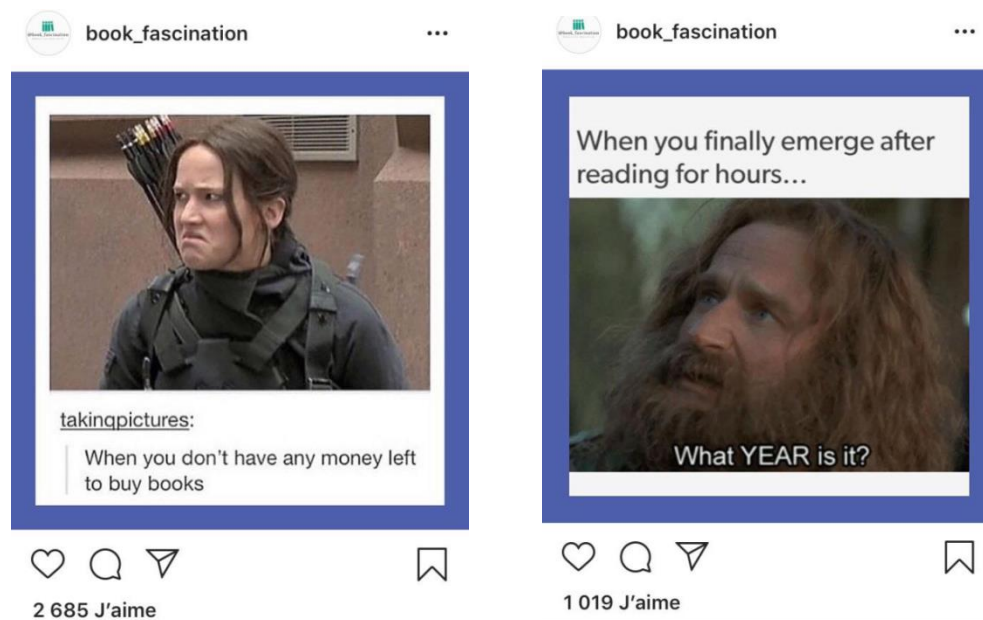 book_fascination
takingpictures:
When you don't have any money left
to buy books
2 685 J'aime
book_fascination
When you finally emerge after
reading for hours...
What YEAR is it?
1 019 J'aime